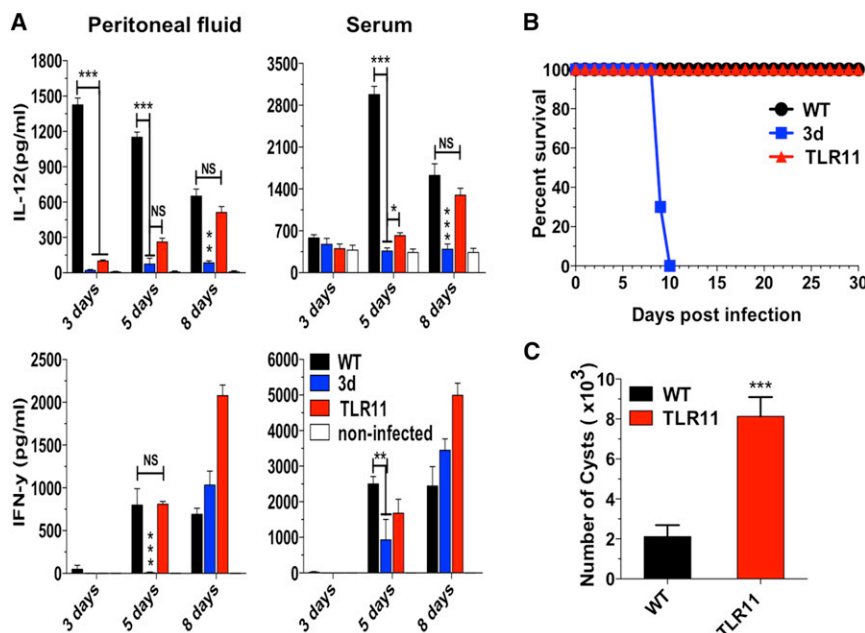 A
Peritoneal fluid
Serum
IL-12(pg/ml)
1800
1500
1200
900
600
300
0
***
***
NS
NS
**
3 days
5 days
8 days
3500
2800
2100
1400
700
0
***
*
NS
***
3 days
5 days
8 days
IFN-y (pg/ml)
2500
2000
1500
1000
500
0
NS
***
3 days
5 days
8 days
6000
5000
4000
3000
2000
1000
0
**
WT
3d
TLR11
non-infected
3 days
5 days
8 days
B
Percent survival
100
80
60
40
20
0
0 5 10 15 20 25 30
Days post infection
WT
3d
TLR11
C
Number of Cysts ( x10³)
10
8
6
4
2
0
WT
TLR11
***
WT
TLR11